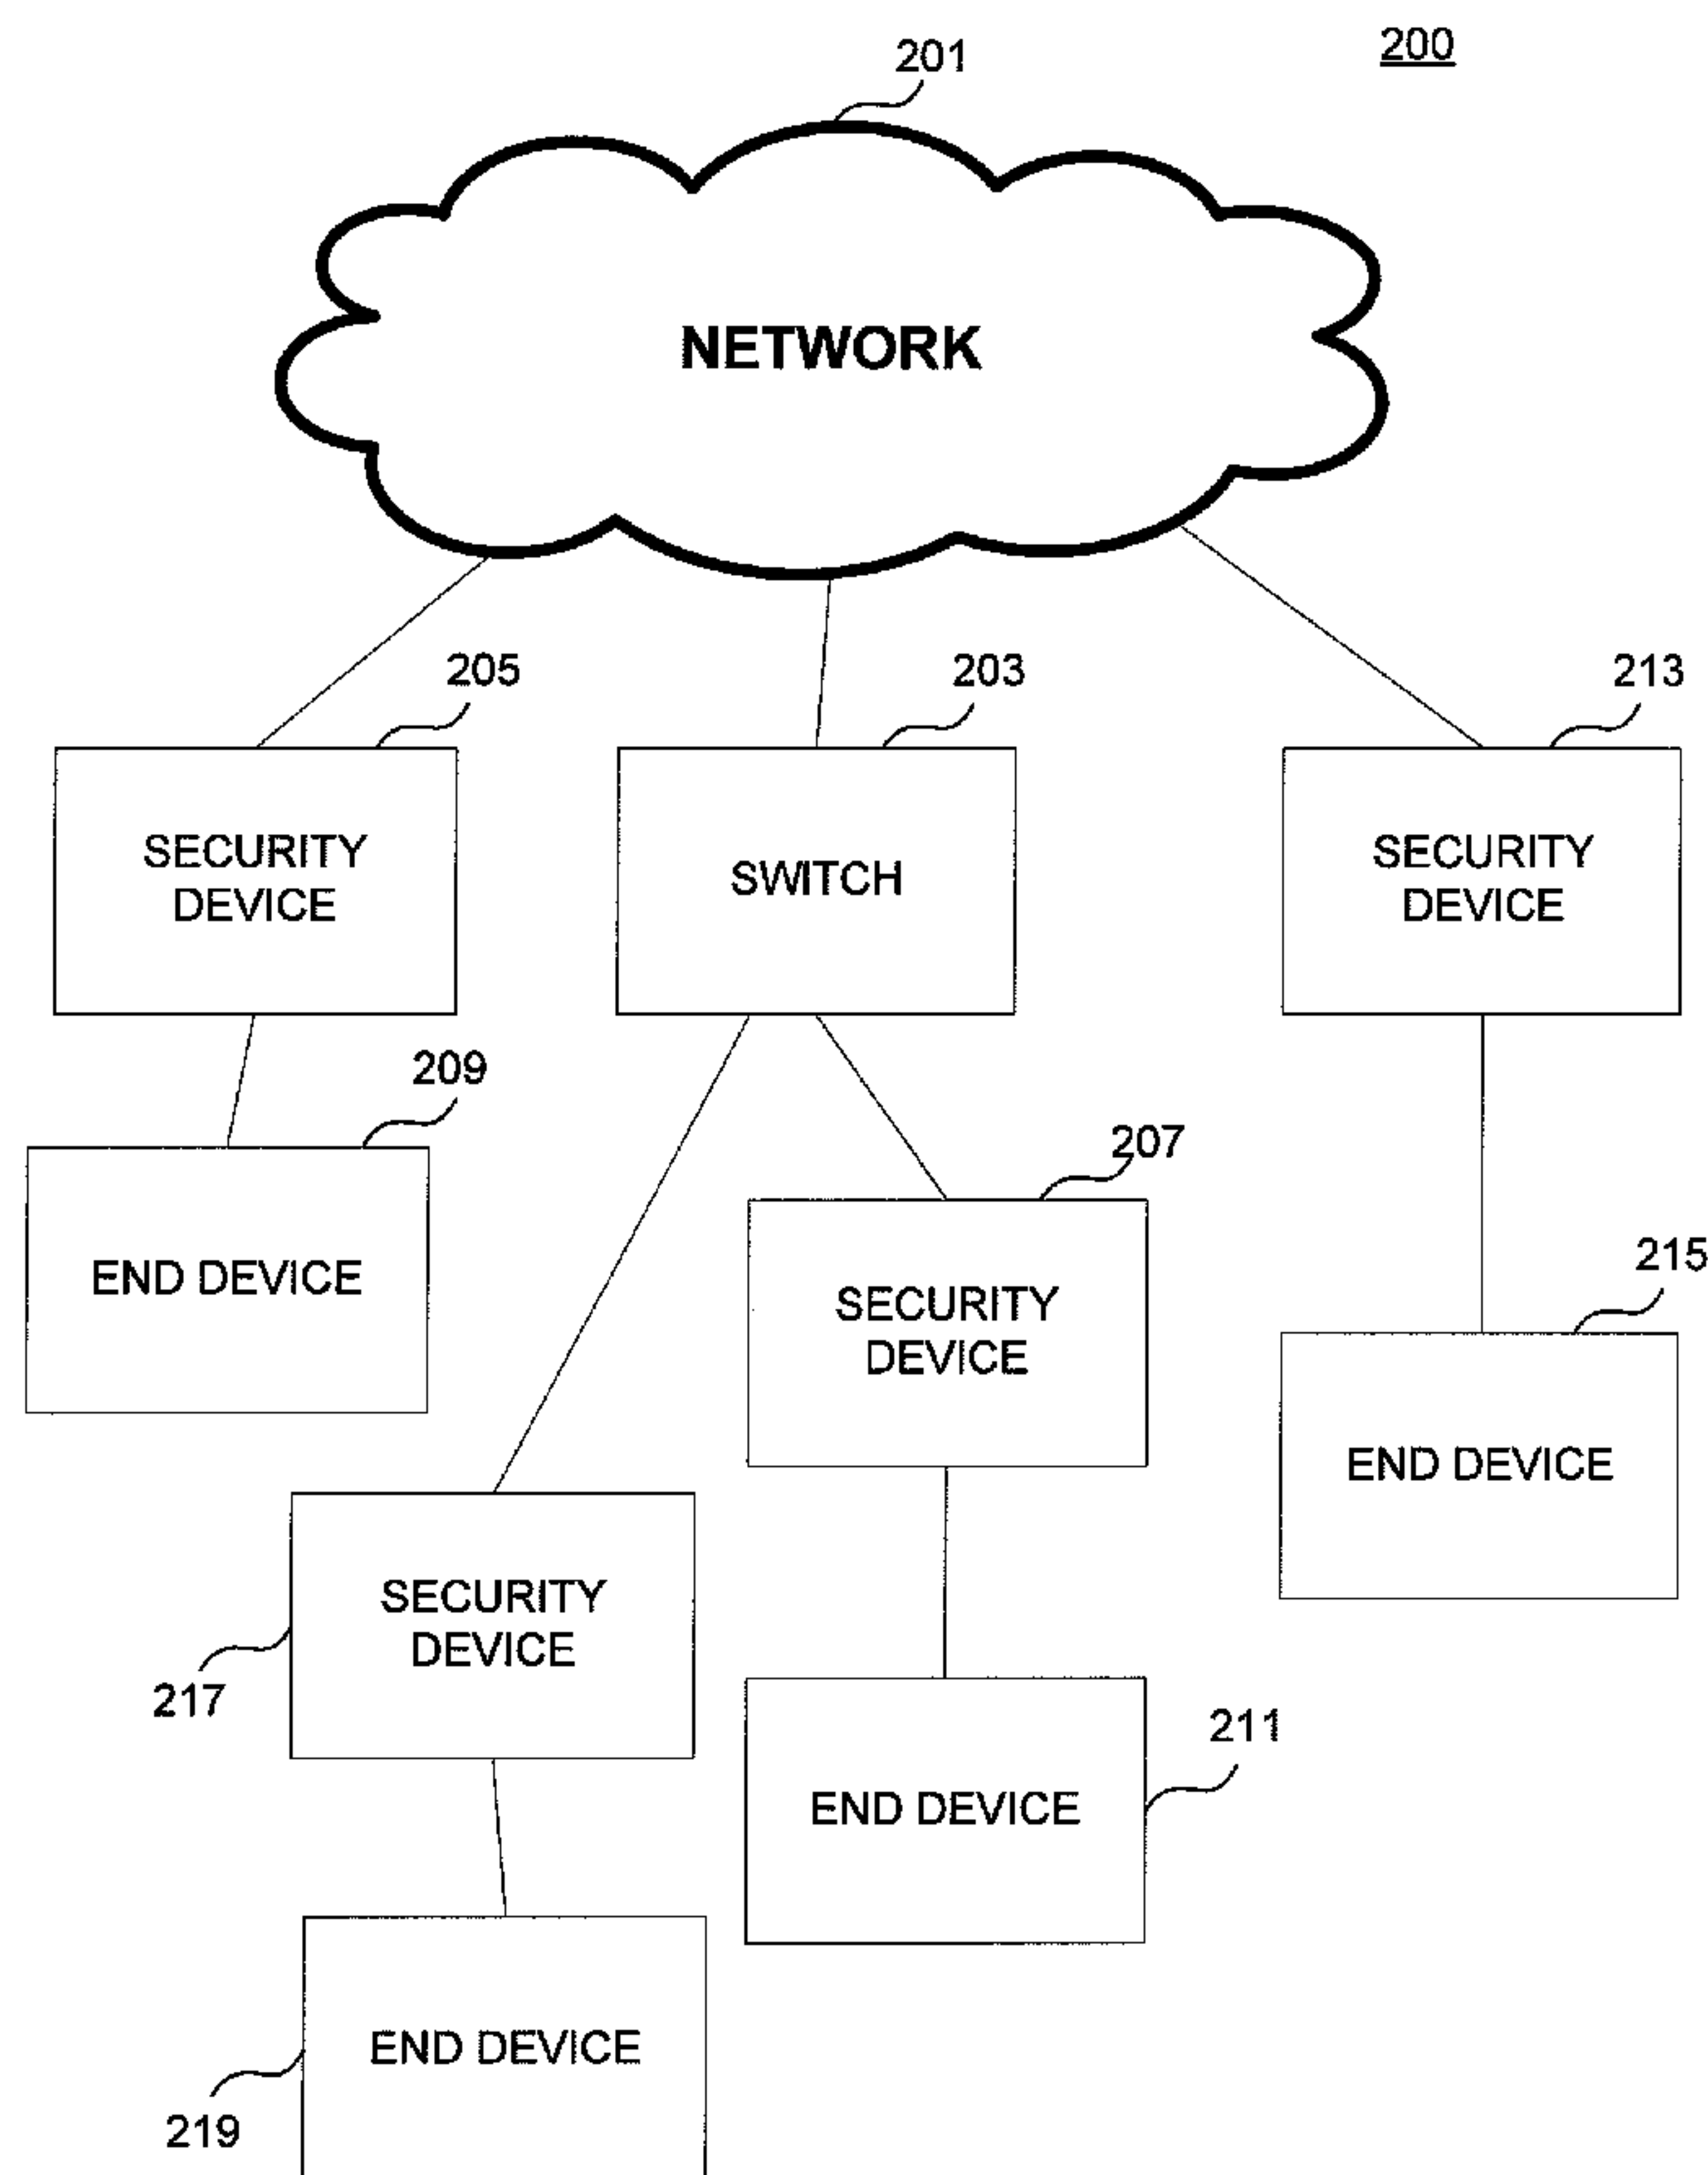 200
201
NETWORK
205
203
213
SECURITY
DEVICE
SWITCH
SECURITY
DEVICE
209
END DEVICE
207
SECURITY
DEVICE
215
END DEVICE
SECURITY
DEVICE
217
211
END DEVICE
END DEVICE
219